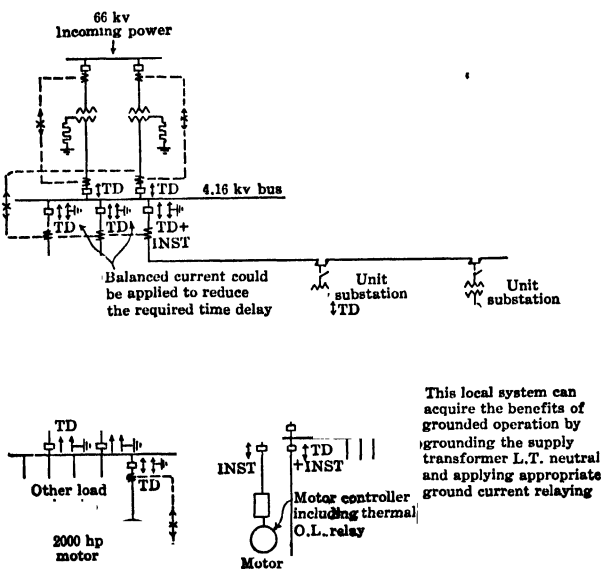 66 kv
Incoming power
TD
TD
4.16 kv bus
TD
TD
TD+
INST
Balanced current could
be applied to reduce
the required time delay
Unit
substation
TD
Unit
substation
TD
Other load
TD
2000 hp
motor
INST
TD
+INST
Motor controller
including thermal
O.L. relay
Motor
This local system can
acquire the benefits of
grounded operation by
grounding the supply
transformer L.T. neutral
and applying appropriate
ground current relaying